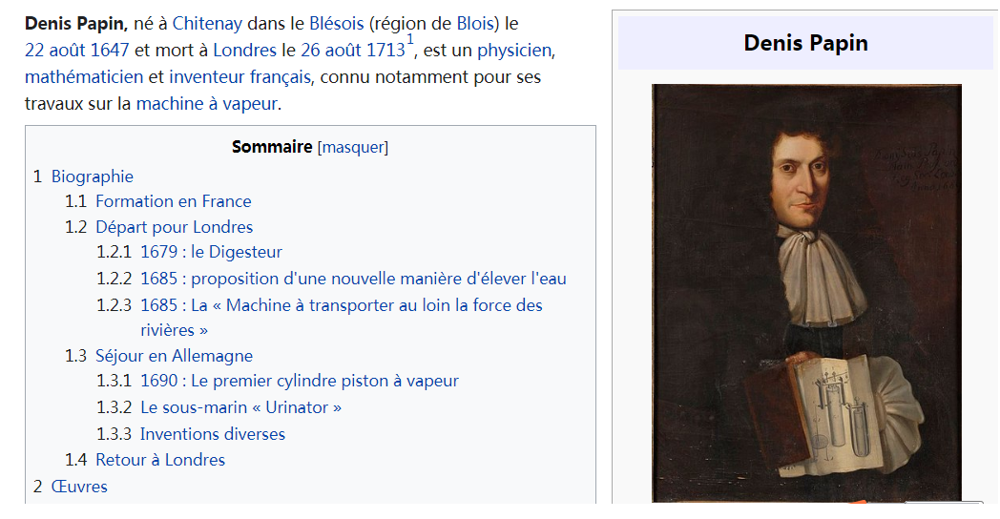 Denis Papin, né à Chitenay dans le Blésois (région de Blois) le
22 août 1647 et mort à Londres le 26 août 1713¹, est un physicien,
mathématicien et inventeur français, connu notamment pour ses
travaux sur la machine à vapeur.
Sommaire [masquer]
1 Biographie
1.1 Formation en France
1.2 Départ pour Londres
1.2.1 1679 : le Digesteur
1.2.2 1685 : proposition d'une nouvelle manière d'élever l'eau
1.2.3 1685 : La « Machine à transporter au loin la force des
rivières »
1.3 Séjour en Allemagne
1.3.1 1690 : Le premier cylindre piston à vapeur
1.3.2 Le sous-marin « Urinator »
1.3.3 Inventions diverses
1.4 Retour à Londres
2 Œuvres
Denis Papin